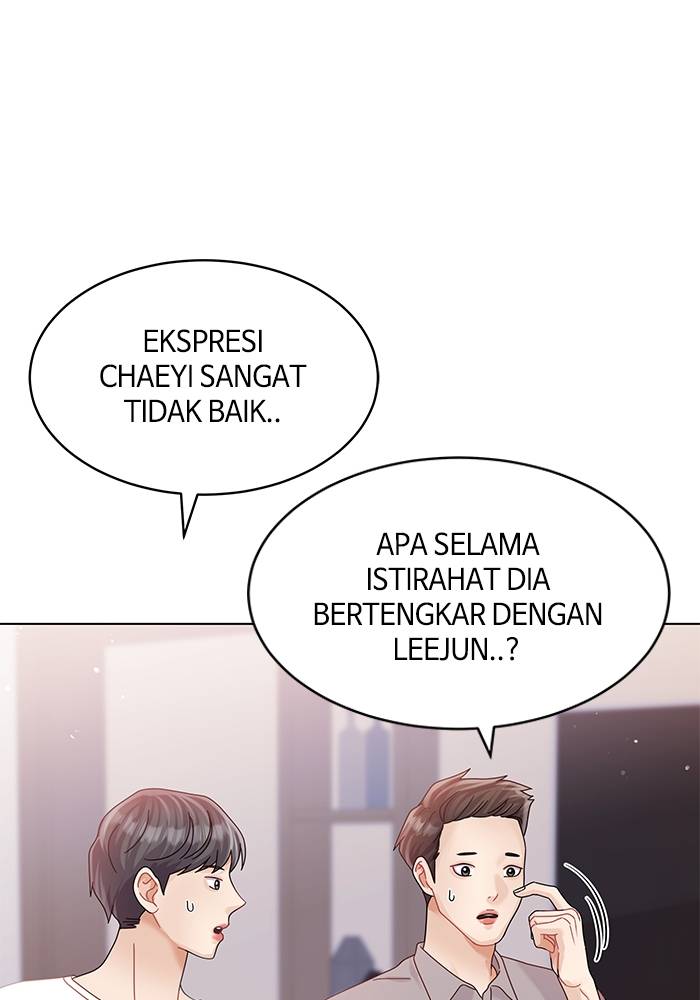 EKSPRESI
CHAEYI SANGAT
TIDAK BAIK..
APA SELAMA
ISTIRAHAT DIA
BERTENGKAR DENGAN
LEEJUN..?